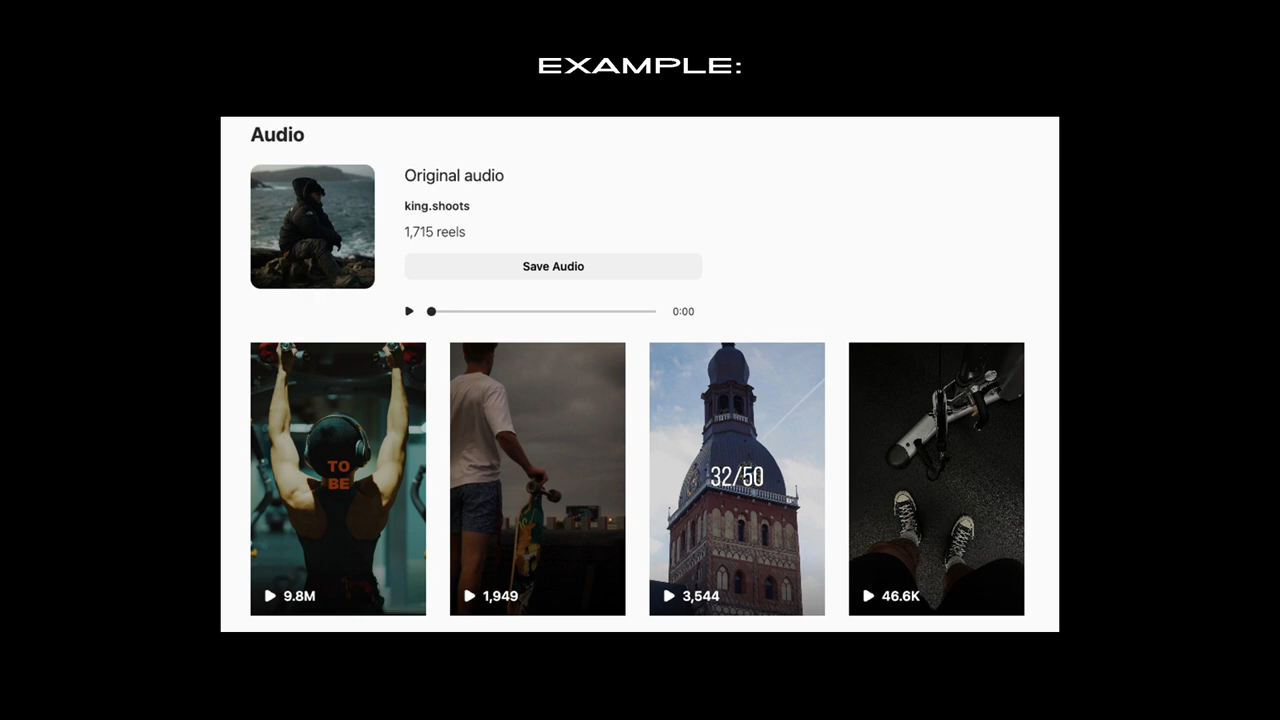 EXAMPLE:
Audio
Original audio
king.shoots
1,715 reels
Save Audio
0:00
TO
BE
32/50
9.8M
1,949
3,544
46.6K